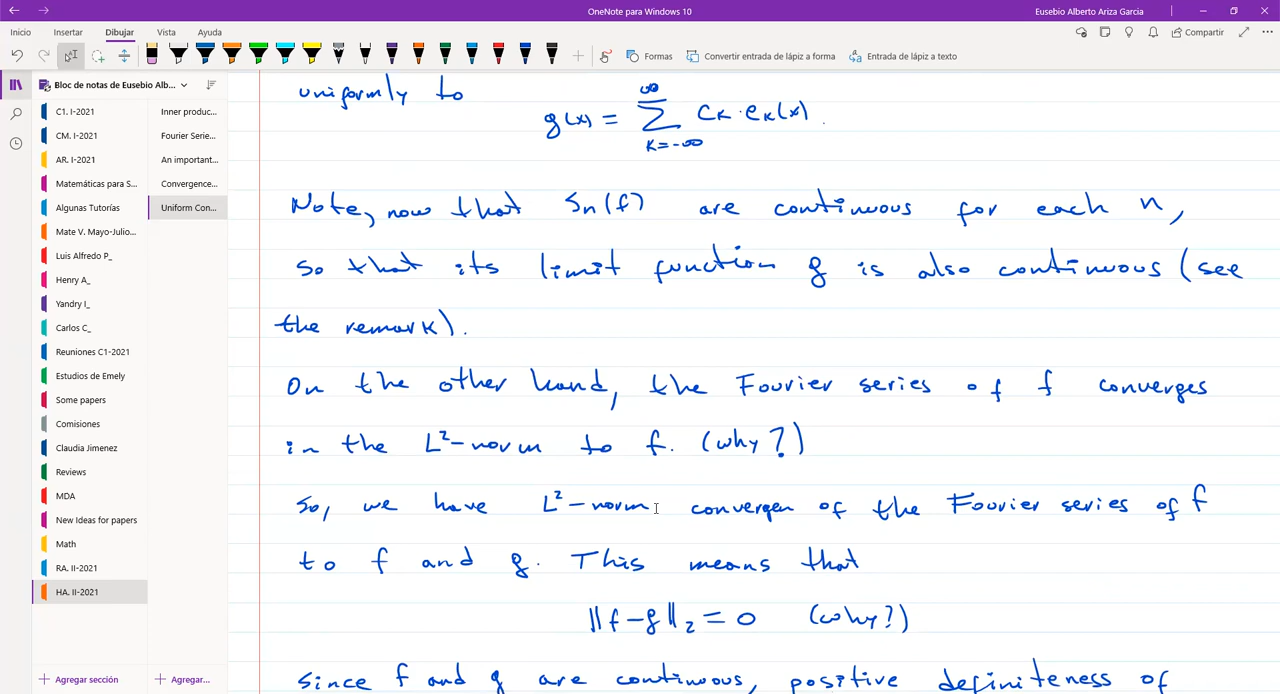 OneNote para Windows 10
Eusebio Alberto Ariza Garcia
Inicio Insertar Dibujar Vista Ayuda
Compartir
Formas Convertir entrada de lápiz a forma Entrada de lápiz a texto
Bloc de notas de Eusebio Alb...
C1. I-2021
CM. I-2021
AR. I-2021
Matemáticas para S...
Algunas Tutorías
Mate V. Mayo-Julio...
Luis Alfredo P_
Henry A_
Yandry I_
Carlos C_
Reuniones C1-2021
Estudios de Emely
Some papers
Comisiones
Claudia Jimenez
Reviews
MDA
New Ideas for papers
Math
RA. II-2021
HA. II-2021
Agregar sección
Inner produc...
Fourier Serie...
An important...
Convergence...
Uniform Con...
Agregar...
uniformly to
g(x) = ∑_{k=-∞}^{∞} c_k · e_k(x).
Note, now that Sn(f) are continuous for each n,
so that its limit function g is also continuous (see
the remark).
On the other hand, the Fourier series of f converges
in the L²-norm to f. (why?)
So, we have L²-norm convergen of the Fourier series of f
to f and g. This means that
||f-g||₂ = 0 (why?)
since f and g are continuous, positive definiteness of